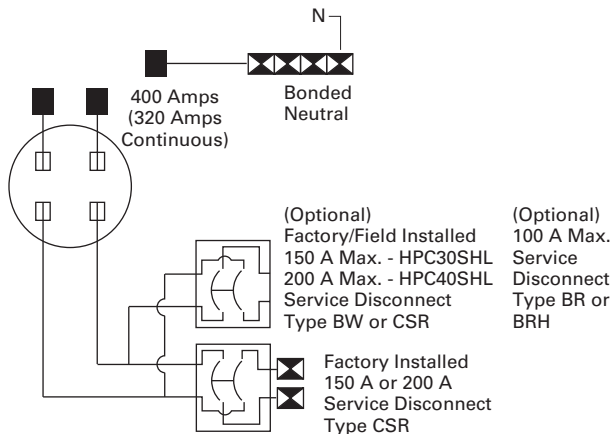 N
400 Amps
(320 Amps
Continuous)
Bonded
Neutral
(Optional)
Factory/Field Installed
150 A Max. - HPC30SHL
200 A Max. - HPC40SHL
Service Disconnect
Type BW or CSR
(Optional)
100 A Max.
Service
Disconnect
Type BR or
BRH
Factory Installed
150 A or 200 A
Service Disconnect
Type CSR